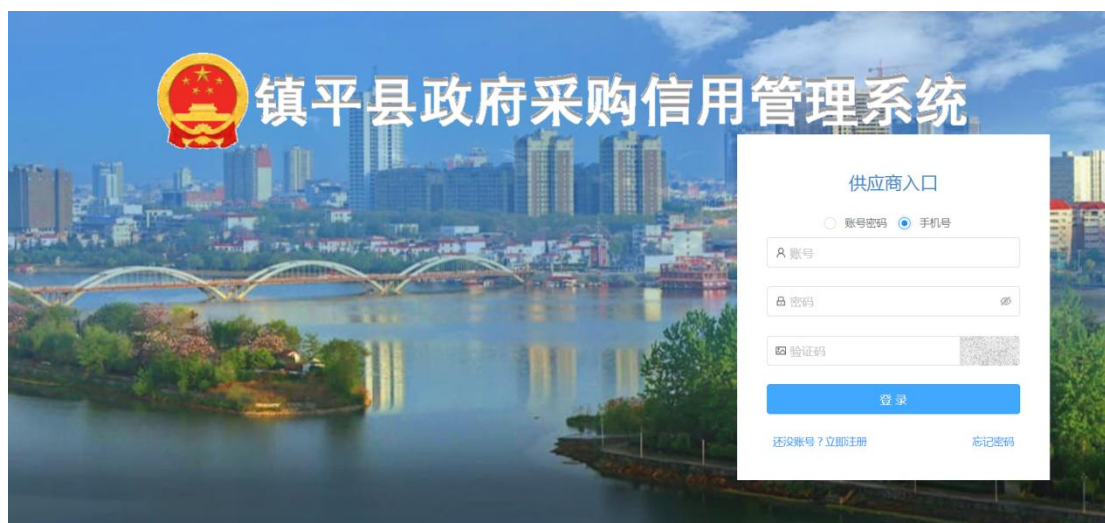 镇平县政府采购信用管理系统
供应商入口
账号密码 手机号
账号
密码
验证码
登录
还没账号？立即注册 忘记密码